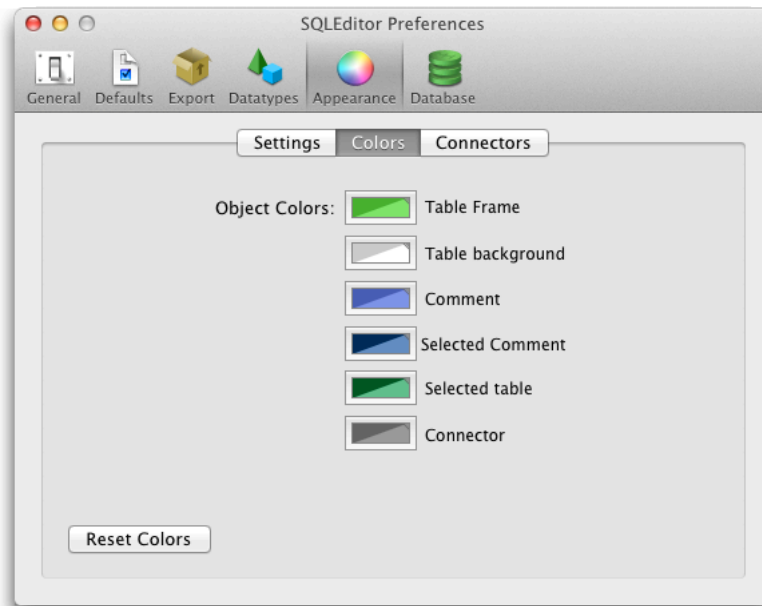 SQLEditor Preferences
General Defaults Export Datatypes Appearance Database
Settings Colors Connectors
Object Colors: Table Frame
Table background
Comment
Selected Comment
Selected table
Connector
Reset Colors